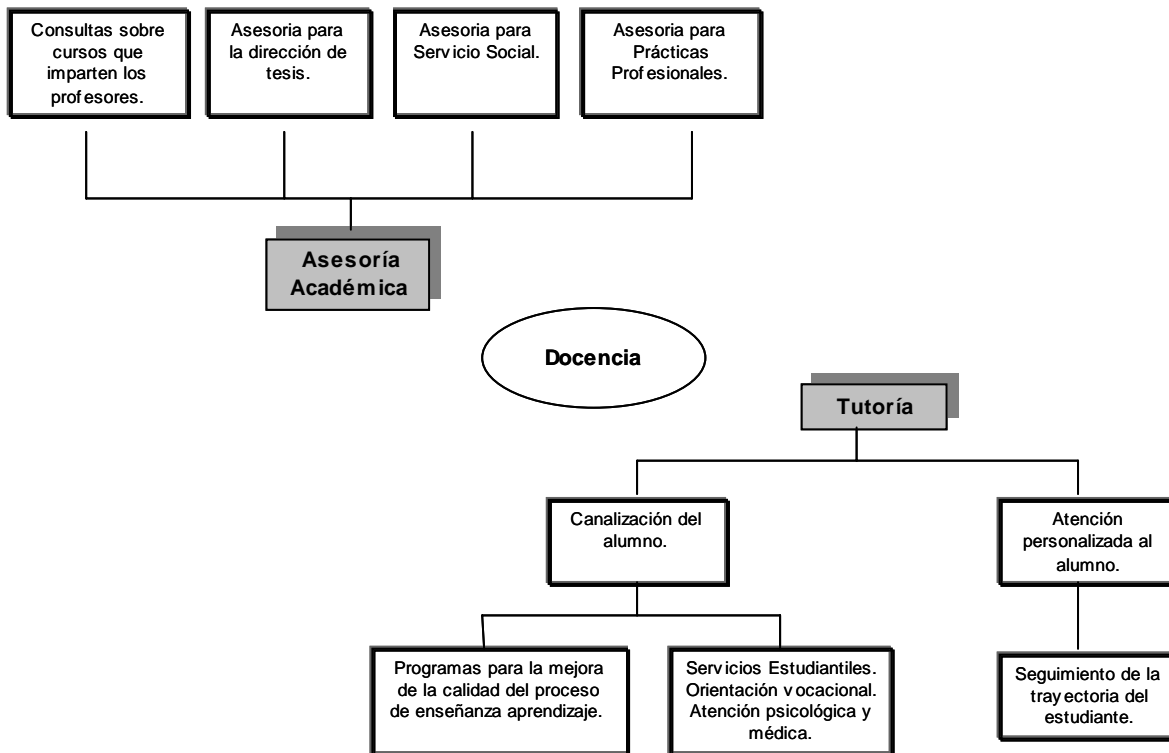 Consultas sobre
cursos que
imparten los
profesores.
Asesoria para
la dirección de
tesis.
Asesoria para
Servicio Social.
Asesoria para
Prácticas
Profesionales.
Asesoría
Académica
Docencia
Tutoría
Canalización del
alumno.
Atención
personalizada al
alumno.
Programas para la mejora
de la calidad del proceso
de enseñanza aprendizaje.
Servicios Estudiantiles.
Orientación vocacional.
Atención psicológica y
médica.
Seguimiento de la
trayectoria del
estudiante.